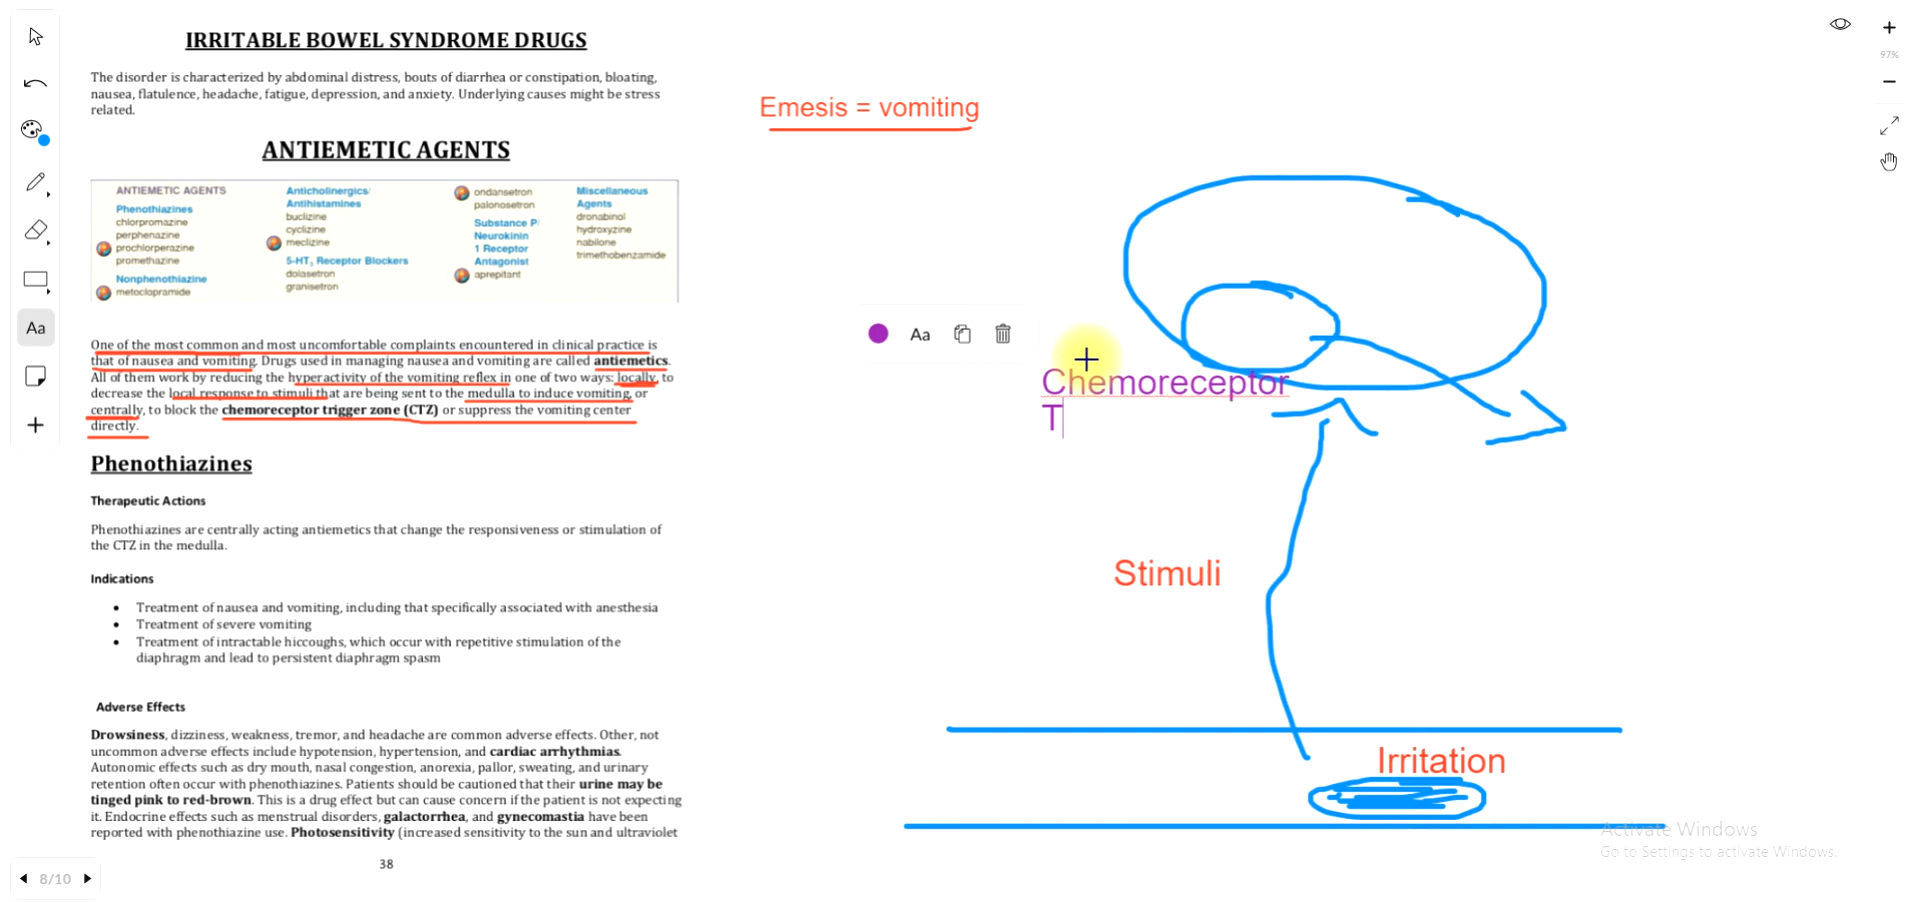 IRRITABLE BOWEL SYNDROME DRUGS
The disorder is characterized by abdominal distress, bouts of diarrhea or constipation, bloating,
nausea, flatulence, headache, fatigue, depression, and anxiety. Underlying causes might be stress
related.
ANTIEMETIC AGENTS
ANTIEMETIC AGENTS
Phenothiazines
chlorpromazine
perphenazine
prochlorperazine
promethazine
Nonphenothiazine
metoclopramide
Anticholinergics/
Antihistamines
buclizine
cyclizine
meclizine
5-HT3 Receptor Blockers
dolasetron
granisetron
ondansetron
palonosetron
Substance P/
Neurokinin
1 Receptor
Antagonist
aprepitant
Miscellaneous
Agents
dronabinol
hydroxyzine
nabilone
trimethobenzamide
One of the most common and most uncomfortable complaints encountered in clinical practice is
that of nausea and vomiting. Drugs used in managing nausea and vomiting are called antiemetics.
All of them work by reducing the hyperactivity of the vomiting reflex in one of two ways: locally, to
decrease the local response to stimuli that are being sent to the medulla to induce vomiting, or
centrally, to block the chemoreceptor trigger zone (CTZ) or suppress the vomiting center
directly.
Phenothiazines
Therapeutic Actions
Phenothiazines are centrally acting antiemetics that change the responsiveness or stimulation of
the CTZ in the medulla.
Indications
• Treatment of nausea and vomiting, including that specifically associated with anesthesia
• Treatment of severe vomiting
• Treatment of intractable hiccoughs, which occur with repetitive stimulation of the
diaphragm and lead to persistent diaphragm spasm
Adverse Effects
Drowsiness, dizziness, weakness, tremor, and headache are common adverse effects. Other, not
uncommon adverse effects include hypotension, hypertension, and cardiac arrhythmias.
Autonomic effects such as dry mouth, nasal congestion, anorexia, pallor, sweating, and urinary
retention often occur with phenothiazines. Patients should be cautioned that their urine may be
tinged pink to red-brown. This is a drug effect but can cause concern if the patient is not expecting
it. Endocrine effects such as menstrual disorders, galactorrhea, and gynecomastia have been
reported with phenothiazine use. Photosensitivity (increased sensitivity to the sun and ultraviolet
38
Emesis = vomiting
Aa
Chemoreceptor
T
Stimuli
Irritation
Aa
8/10
97%
Activate Windows
Go to Settings to activate Windows.